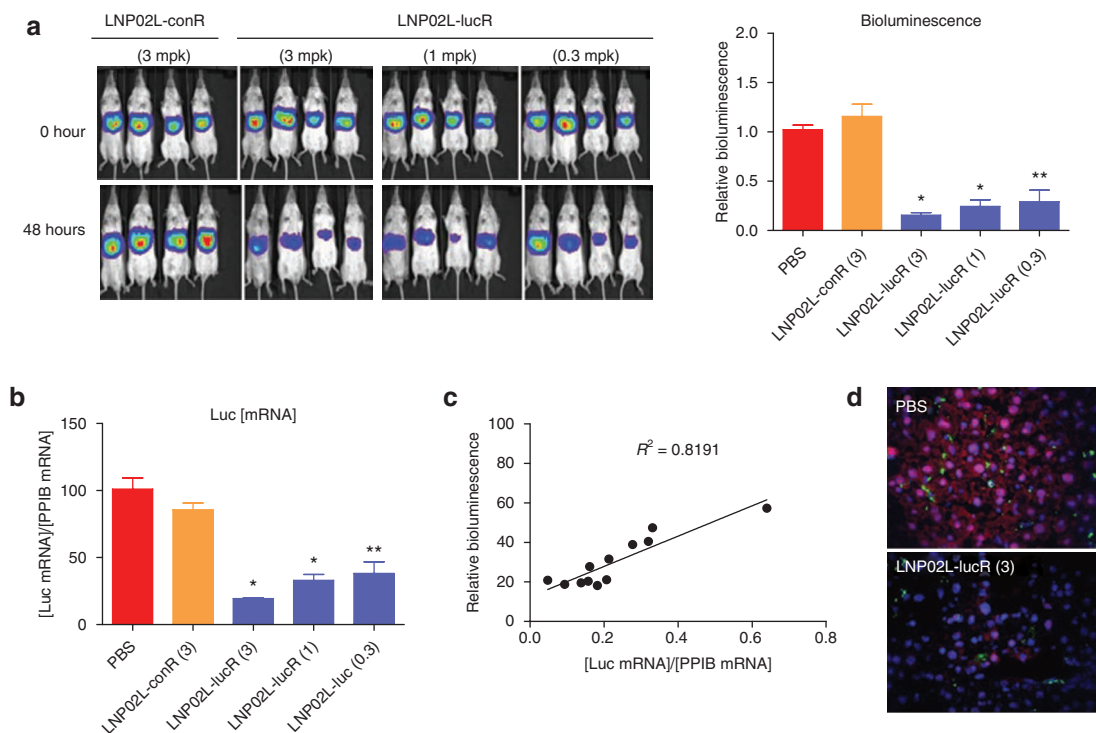 a
LNP02L-conR
LNP02L-lucR
(3 mpk)
(3 mpk)
(1 mpk)
(0.3 mpk)
0 hour
48 hours
Bioluminescence
Relative bioluminescence
2.0
1.5
1.0
0.5
0.0
*
*
**
PBS
LNP02L-conR (3)
LNP02L-lucR (3)
LNP02L-lucR (1)
LNP02L-lucR (0.3)
b
Luc [mRNA]
[Luc mRNA]/[PPIB mRNA]
150
100
50
0
*
*
**
PBS
LNP02L-conR (3)
LNP02L-lucR (3)
LNP02L-lucR (1)
LNP02L-luc (0.3)
c
Relative bioluminescence
100
80
60
40
20
0
R² = 0.8191
0.0 0.2 0.4 0.6 0.8
[Luc mRNA]/[PPIB mRNA]
d
PBS
LNP02L-lucR (3)